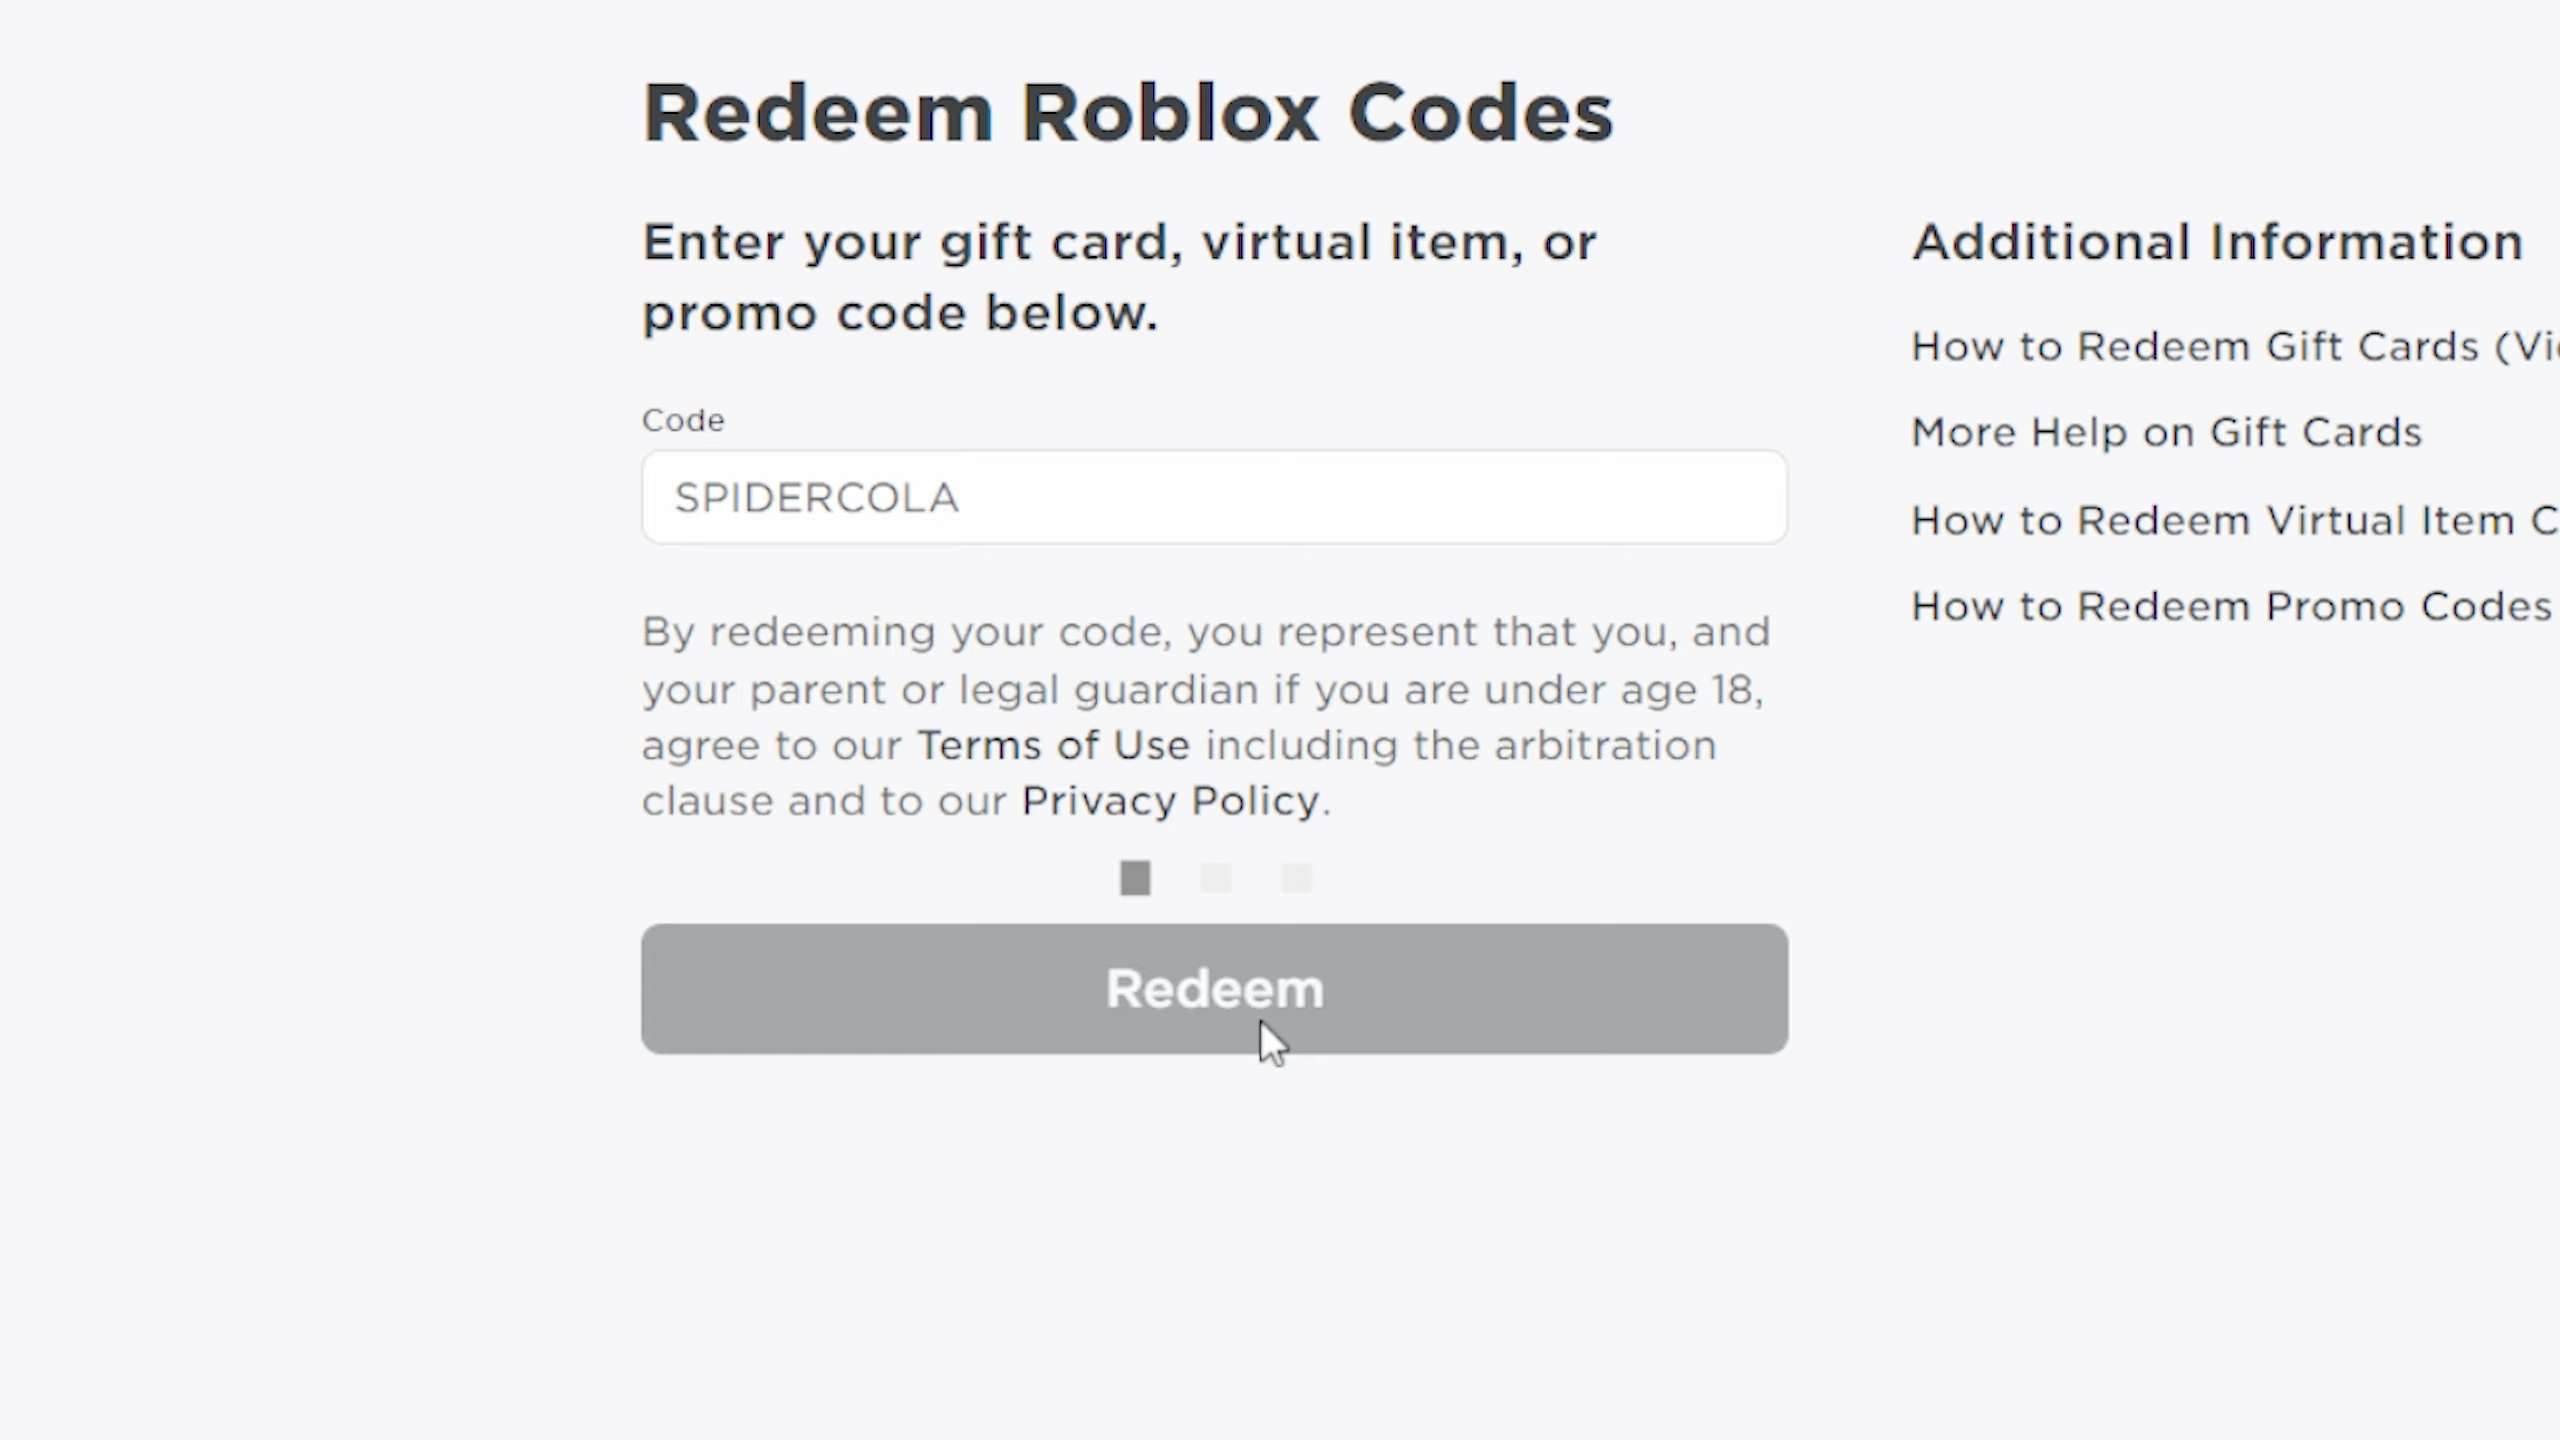 Redeem Roblox Codes
Enter your gift card, virtual item, or
promo code below.
Code
SPIDERCOLA
By redeeming your code, you represent that you, and
your parent or legal guardian if you are under age 18,
agree to our Terms of Use including the arbitration
clause and to our Privacy Policy.
Redeem
Additional Information
How to Redeem Gift Cards
More Help on Gift Cards
How to Redeem Virtual Item
How to Redeem Promo Codes